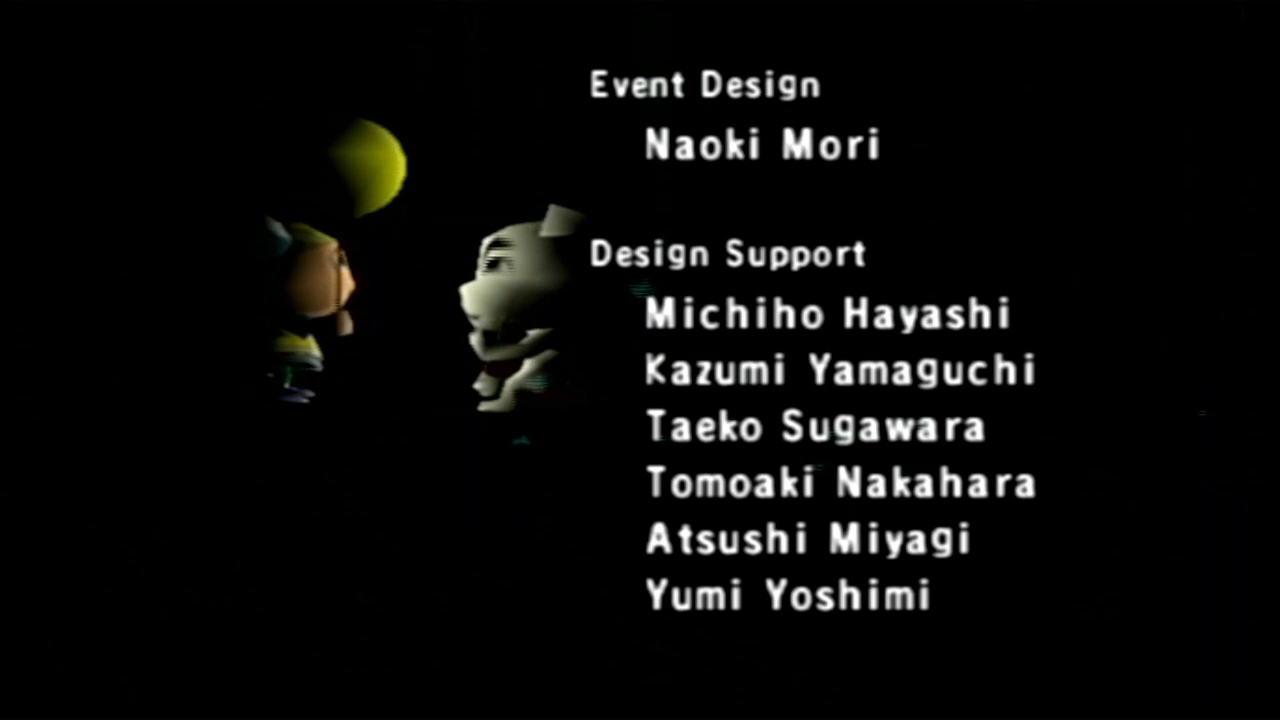 Event Design
Naoki Mori
Design Support
Michiho Hayashi
Kazumi Yamaguchi
Taeko Sugawara
Tomoaki Nakahara
Atsushi Miyagi
Yumi Yoshimi